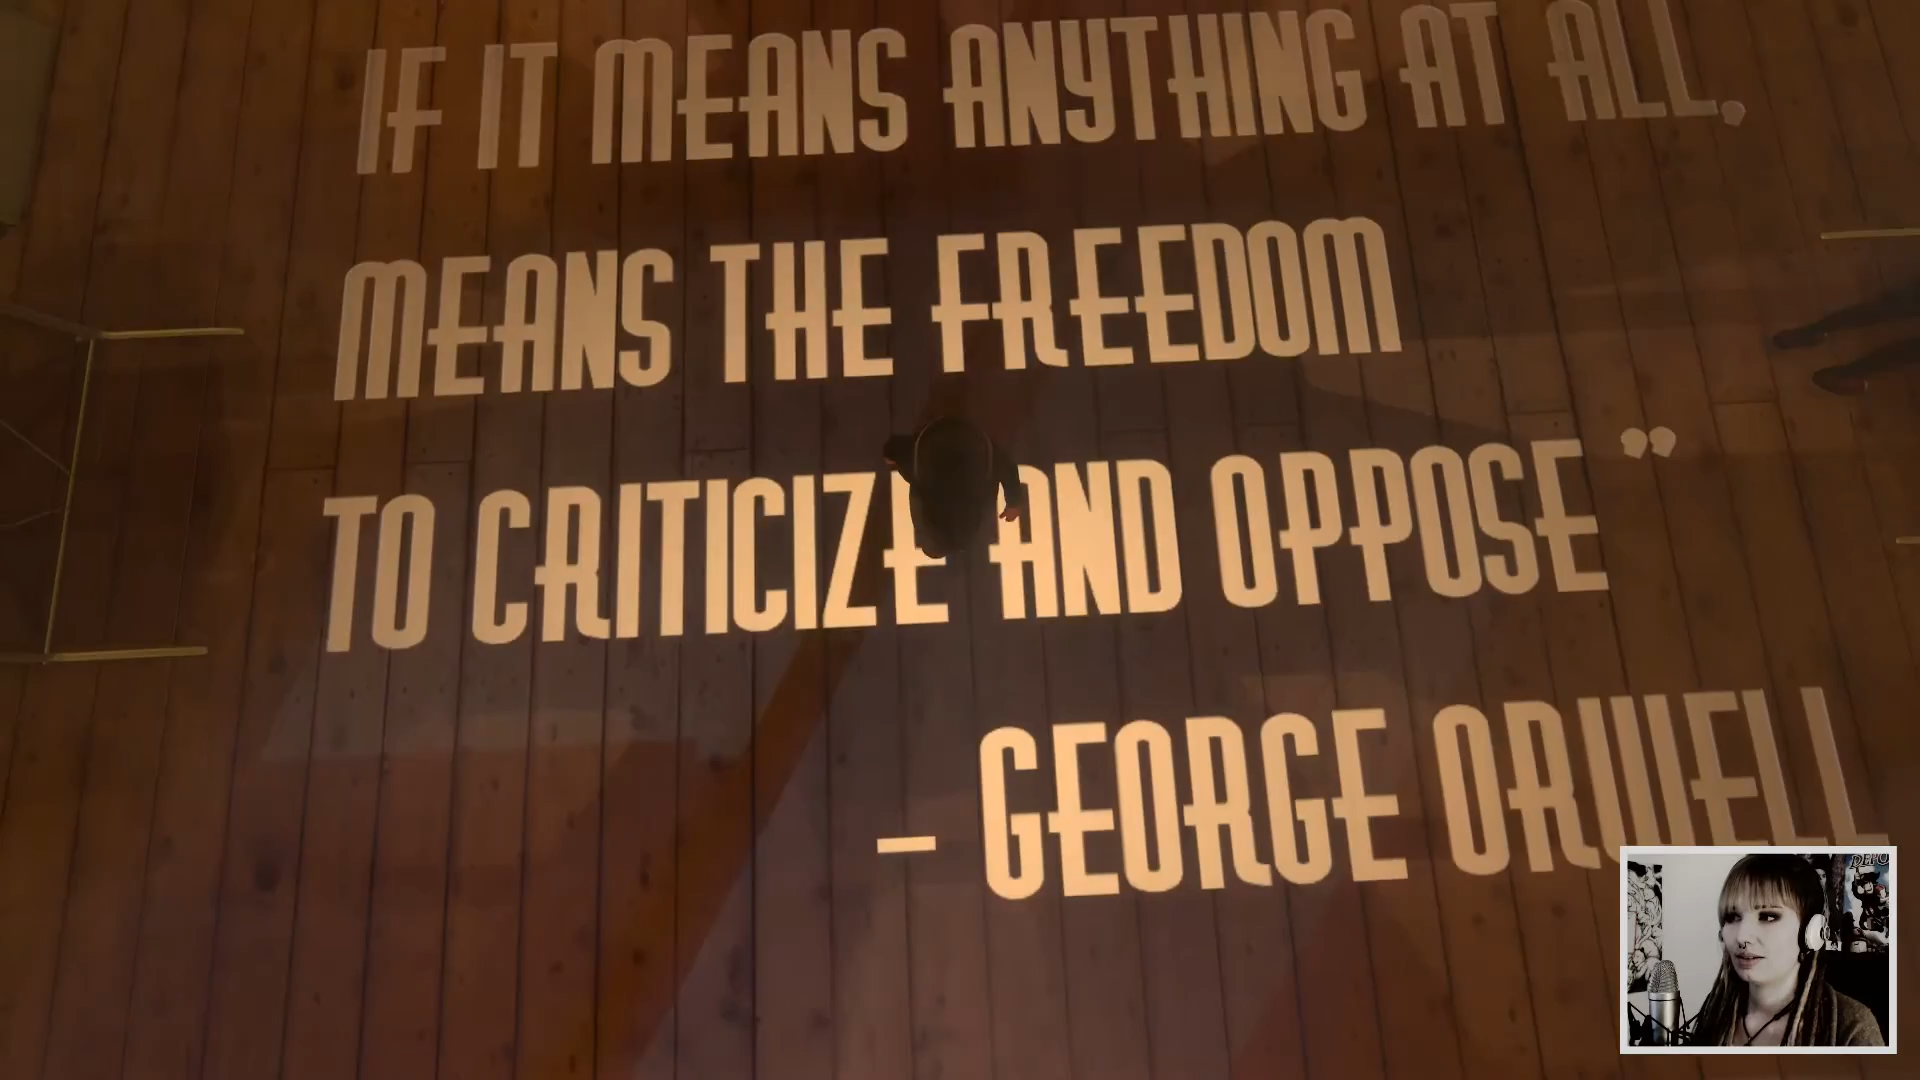 IF IT MEANS ANYTHING AT ALL,
MEANS THE FREEDOM
TO CRITICIZE AND OPPOSE”
– GEORGE ORWELL